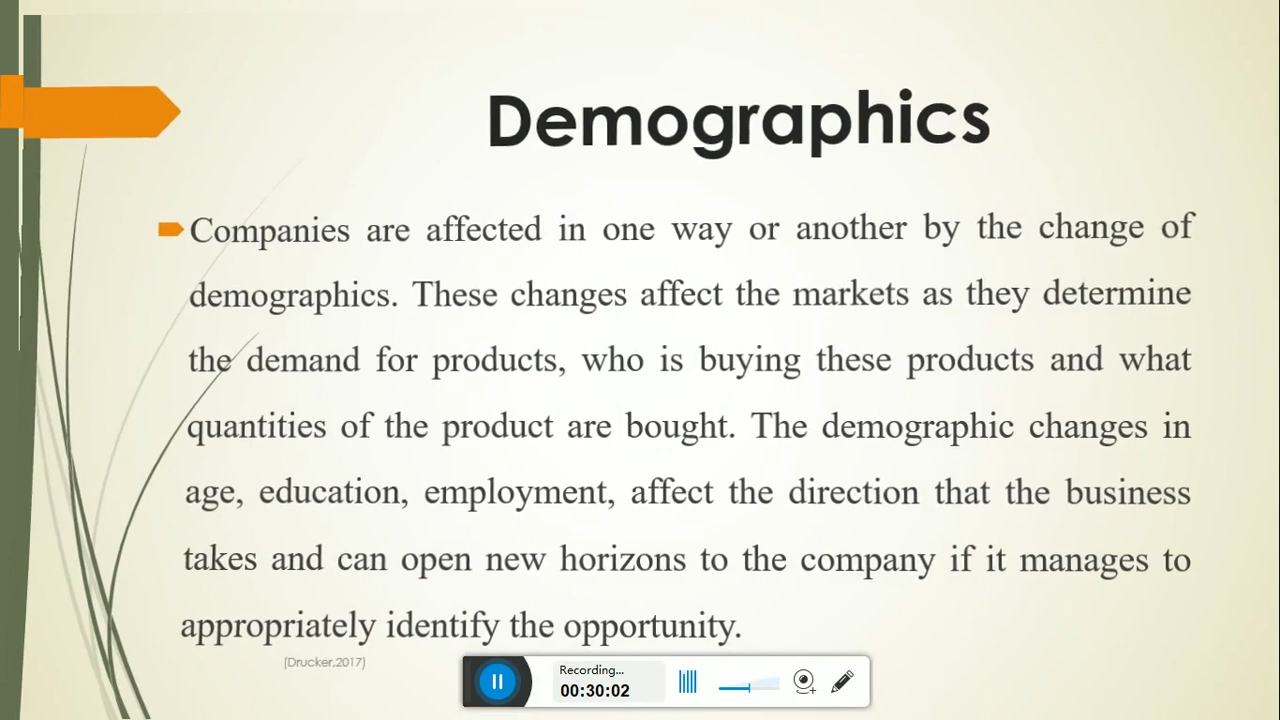 Demographics
Companies are affected in one way or another by the change of
demographics. These changes affect the markets as they determine
the demand for products, who is buying these products and what
quantities of the product are bought. The demographic changes in
age, education, employment, affect the direction that the business
takes and can open new horizons to the company if it manages to
appropriately identify the opportunity.
(Drucker,2017)
Recording...
00:30:02